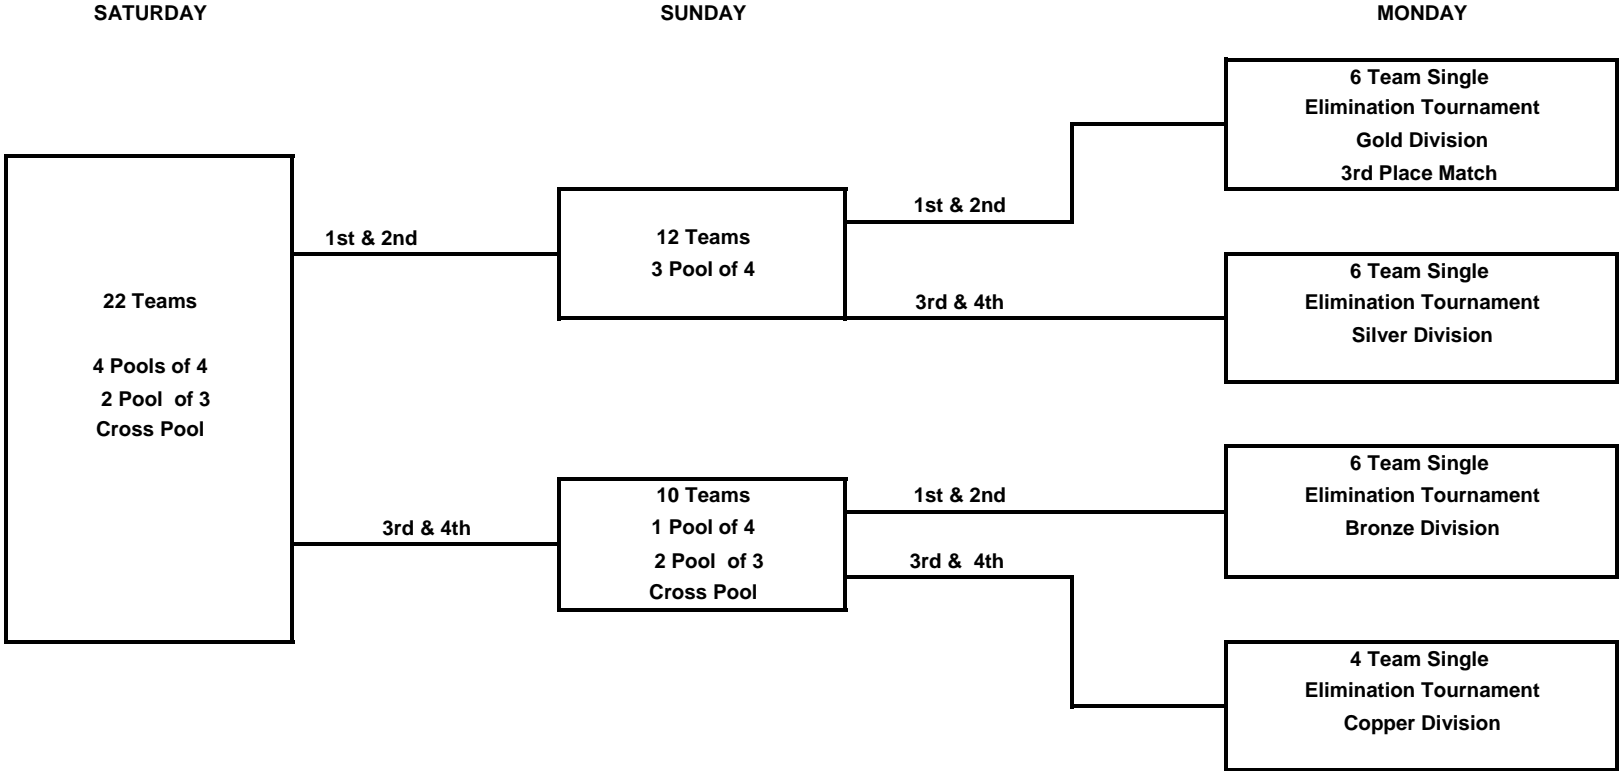 SATURDAY
SUNDAY
MONDAY
22 Teams
4 Pools of 4
2 Pool of 3
Cross Pool
1st & 2nd
3rd & 4th
12 Teams
3 Pool of 4
10 Teams
1 Pool of 4
2 Pool of 3
Cross Pool
1st & 2nd
3rd & 4th
1st & 2nd
3rd & 4th
6 Team Single
Elimination Tournament
Gold Division
3rd Place Match
6 Team Single
Elimination Tournament
Silver Division
6 Team Single
Elimination Tournament
Bronze Division
4 Team Single
Elimination Tournament
Copper Division